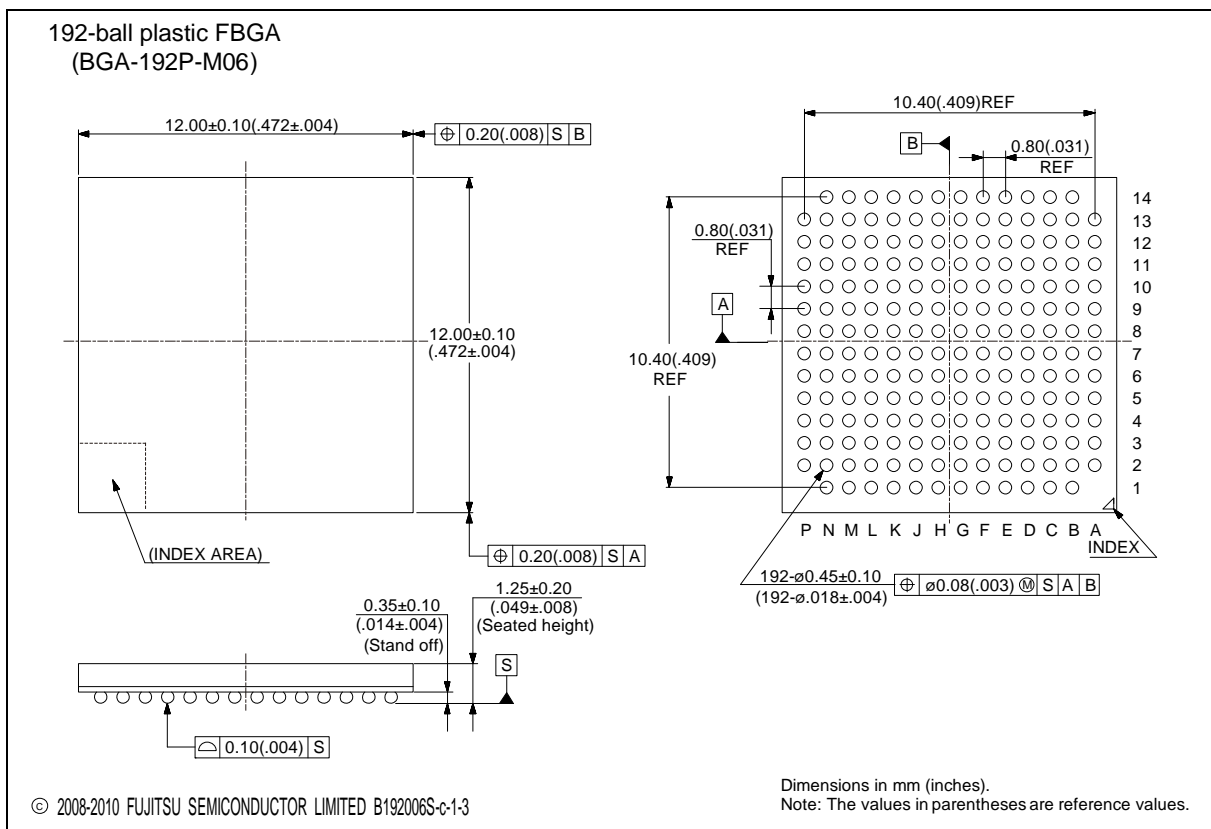 192-ball plastic FBGA
(BGA-192P-M06)
12.00±0.10(.472±.004)
⌖ 0.20(.008) S B
12.00±0.10
(.472±.004)
(INDEX AREA)
⌖ 0.20(.008) S A
10.40(.409)REF
B
0.80(.031)
REF
0.80(.031)
REF
A
10.40(.409)
REF
14
13
12
11
10
9
8
7
6
5
4
3
2
1
P N M L K J H G F E D C B A
INDEX
192-ø0.45±0.10
(192-ø.018±.004)
⌖ ø0.08(.003) Ⓜ S A B
0.35±0.10
(.014±.004)
(Stand off)
1.25±0.20
(.049±.008)
(Seated height)
S
⌓ 0.10(.004) S
© 2008-2010 FUJITSU SEMICONDUCTOR LIMITED B192006S-c-1-3
Dimensions in mm (inches).
Note: The values in parentheses are reference values.